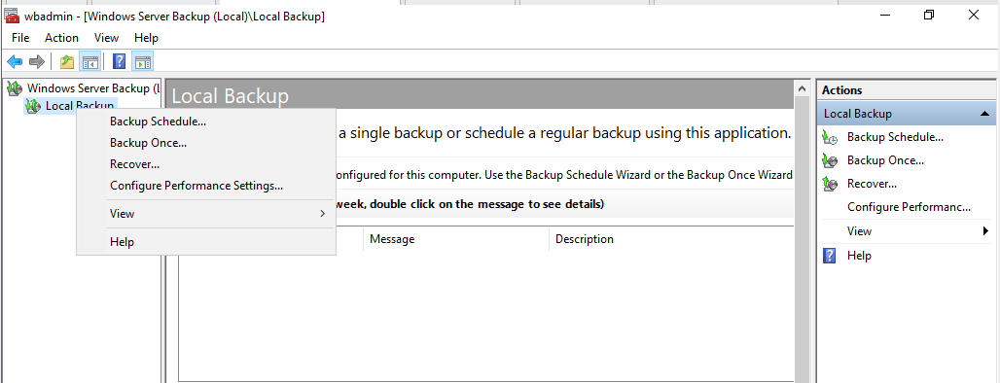 wbadmin - [Windows Server Backup (Local)\Local Backup]
File Action View Help
Windows Server Backup (L
Local Backup
Backup Schedule...
Backup Once...
Recover...
Configure Performance Settings...
View
Help
Local Backup
a single backup or schedule a regular backup using this application.
onfigured for this computer. Use the Backup Schedule Wizard or the Backup Once Wizard
week, double click on the message to see details)
Message Description
Actions
Local Backup
Backup Schedule...
Backup Once...
Recover...
Configure Performanc...
View
Help